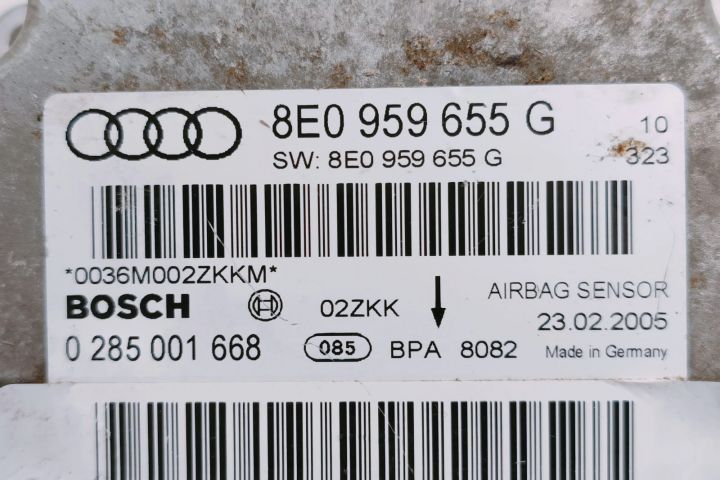 8E0 959 655 G 10
SW: 8E0 959 655 G 323
*0036M002ZKKM*
BOSCH 02ZKK AIRBAG SENSOR
23.02.2005
0 285 001 668 085 BPA 8082 Made in Germany